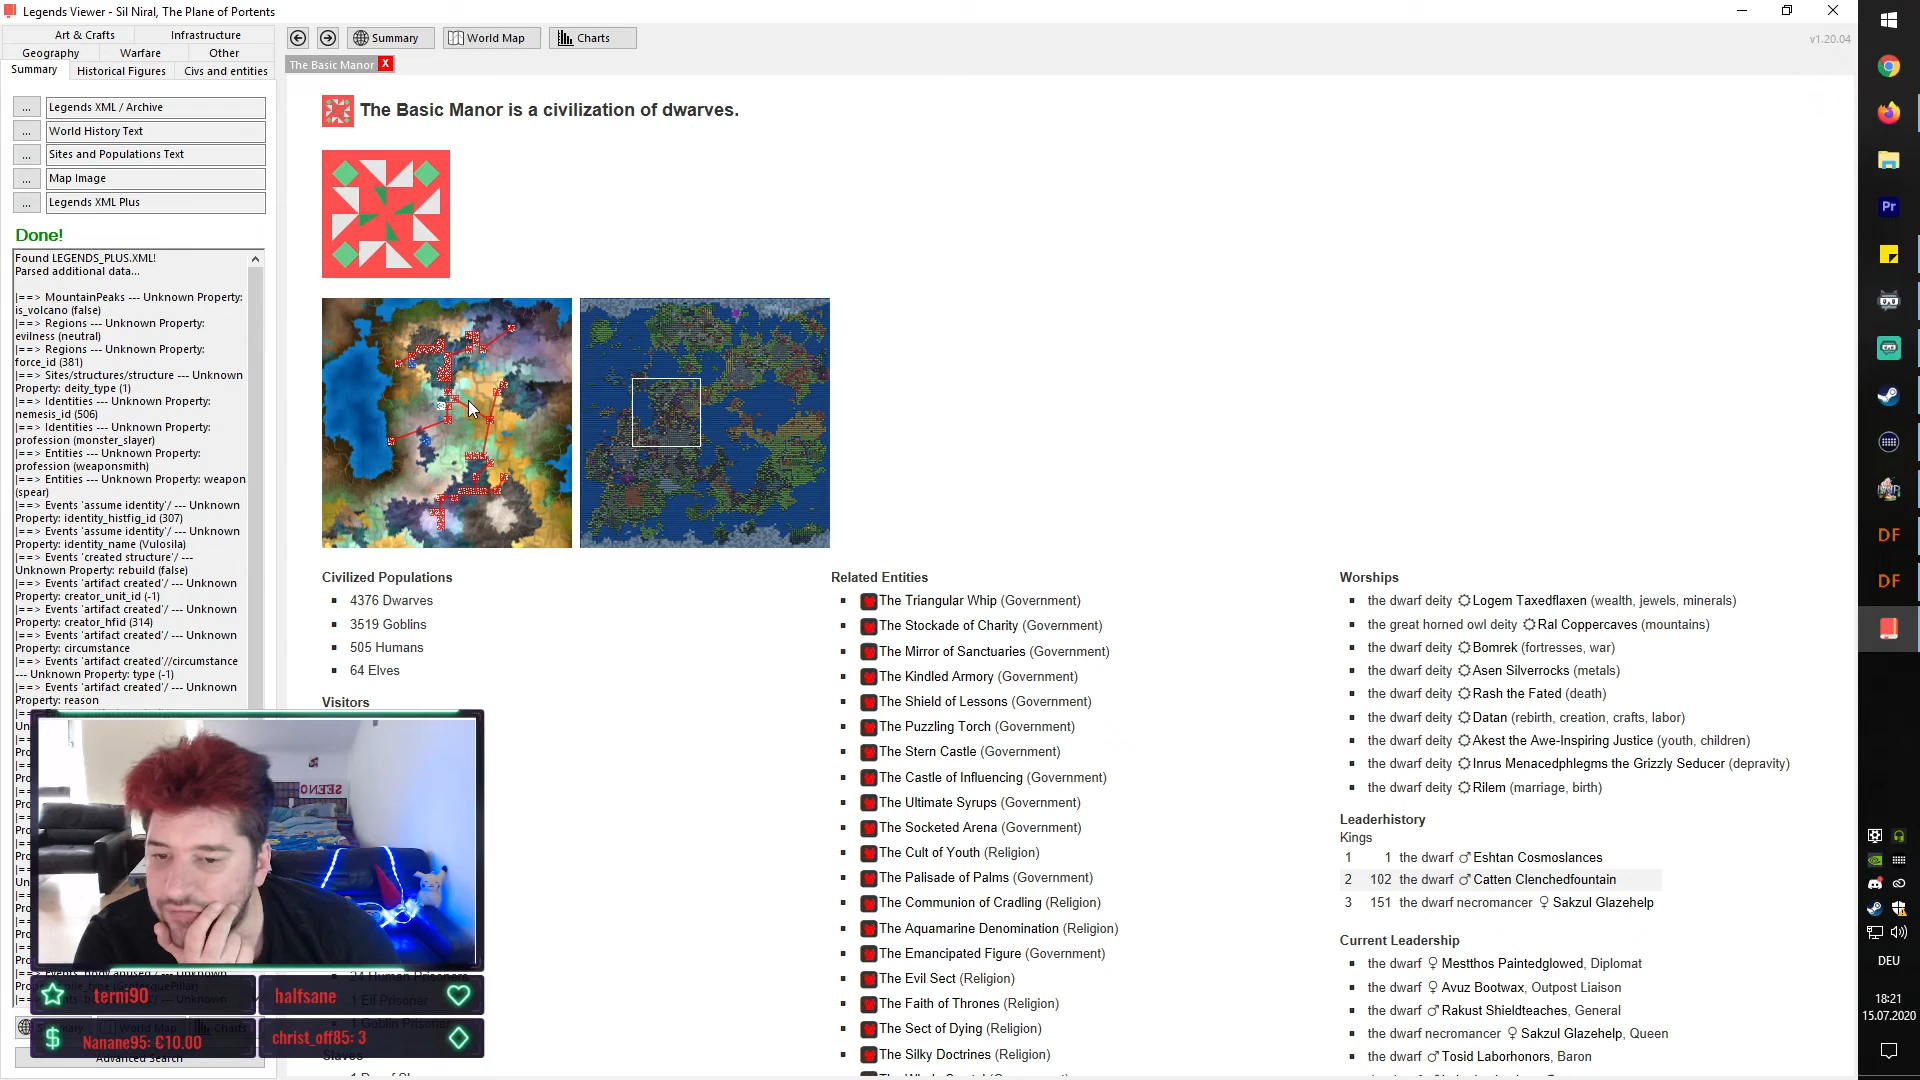 Legends Viewer - Sil Niral, The Plane of Portents
Art & Crafts Infrastructure
Geography Warfare Other
Summary Historical Figures Civs and entities
Summary World Map Charts
v1.20.04
The Basic Manor X
... Legends XML / Archive
... World History Text
... Sites and Populations Text
... Map Image
... Legends XML Plus
Done!
Found LEGENDS_PLUS.XML!
Parsed additional data...
|==> MountainPeaks --- Unknown Property:
is_volcano (false)
|==> Regions --- Unknown Property:
evilness (neutral)
|==> Regions --- Unknown Property:
force_id (381)
|==> Sites/structures/structure --- Unknown
Property: deity_type (1)
|==> Identities --- Unknown Property:
nemesis_id (506)
|==> Identities --- Unknown Property:
profession (monster_slayer)
|==> Entities --- Unknown Property:
profession (weaponsmith)
|==> Entities --- Unknown Property: weapon
(spear)
|==> Events 'assume identity'/ --- Unknown
Property: identity_histfig_id (307)
|==> Events 'assume identity'/ --- Unknown
Property: identity_name (Vulosila)
|==> Events 'created structure'/ ---
Unknown Property: rebuild (false)
|==> Events 'artifact created'/ --- Unknown
Property: creator_unit_id (-1)
|==> Events 'artifact created'/ --- Unknown
Property: creator_hfid (314)
|==> Events 'artifact created'/ --- Unknown
Property: circumstance
|==> Events 'artifact created'//circumstance
--- Unknown Property: type (-1)
|==> Events 'artifact created'/ --- Unknown
Property: reason
The Basic Manor is a civilization of dwarves.
Civilized Populations
4376 Dwarves
3519 Goblins
505 Humans
64 Elves
Visitors
24 Human Prisoners
1 Elf Prisoner
1 Goblin Prisoner
Slaves
Related Entities
The Triangular Whip (Government)
The Stockade of Charity (Government)
The Mirror of Sanctuaries (Government)
The Kindled Armory (Government)
The Shield of Lessons (Government)
The Puzzling Torch (Government)
The Stern Castle (Government)
The Castle of Influencing (Government)
The Ultimate Syrups (Government)
The Socketed Arena (Government)
The Cult of Youth (Religion)
The Palisade of Palms (Government)
The Communion of Cradling (Religion)
The Aquamarine Denomination (Religion)
The Emancipated Figure (Government)
The Evil Sect (Religion)
The Faith of Thrones (Religion)
The Sect of Dying (Religion)
The Silky Doctrines (Religion)
Worships
the dwarf deity Logem Taxedflaxen (wealth, jewels, minerals)
the great horned owl deity Ral Coppercaves (mountains)
the dwarf deity Bomrek (fortresses, war)
the dwarf deity Asen Silverrocks (metals)
the dwarf deity Rash the Fated (death)
the dwarf deity Datan (rebirth, creation, crafts, labor)
the dwarf deity Akest the Awe-Inspiring Justice (youth, children)
the dwarf deity Inrus Menacedphlegms the Grizzly Seducer (depravity)
the dwarf deity Rilem (marriage, birth)
Leaderhistory
Kings
1 1 the dwarf ♂ Eshtan Cosmoslances
2 102 the dwarf ♂ Catten Clenchedfountain
3 151 the dwarf necromancer ♀ Sakzul Glazehelp
Current Leadership
the dwarf ♀ Mestthos Paintedglowed, Diplomat
the dwarf ♀ Avuz Bootwax, Outpost Liaison
the dwarf ♂ Rakust Shieldteaches, General
the dwarf necromancer ♀ Sakzul Glazehelp, Queen
the dwarf ♂ Tosid Laborhonors, Baron
terni90 halfsane
$ Nanane95: €10.00 christ_off85: 3
World Map Charts
Advanced Search
Pr
DF
DF
DEU
18:21
15.07.2020